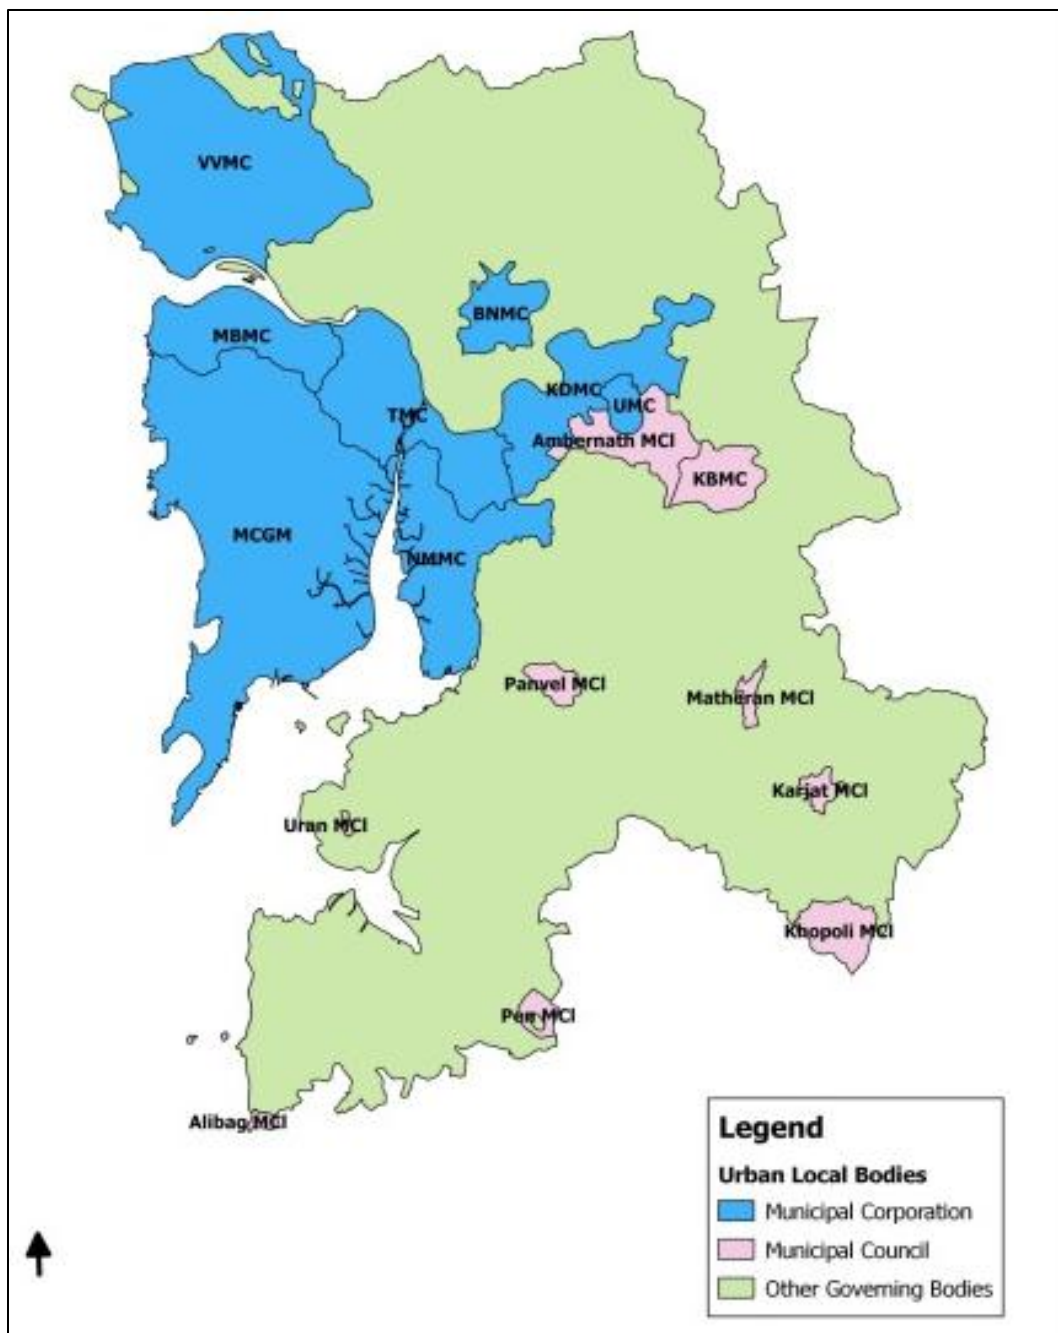 VVMC
BNMC
MBMC
KDMC
UMC
TMC
Ambernath MCl
KBMC
MCGM
NMMC
Panvel MCl
Matheran MCl
Karjat MCl
Uran MCl
Khopoli MCl
Pen MCl
Alibag MCl
Legend
Urban Local Bodies
Municipal Corporation
Municipal Council
Other Governing Bodies